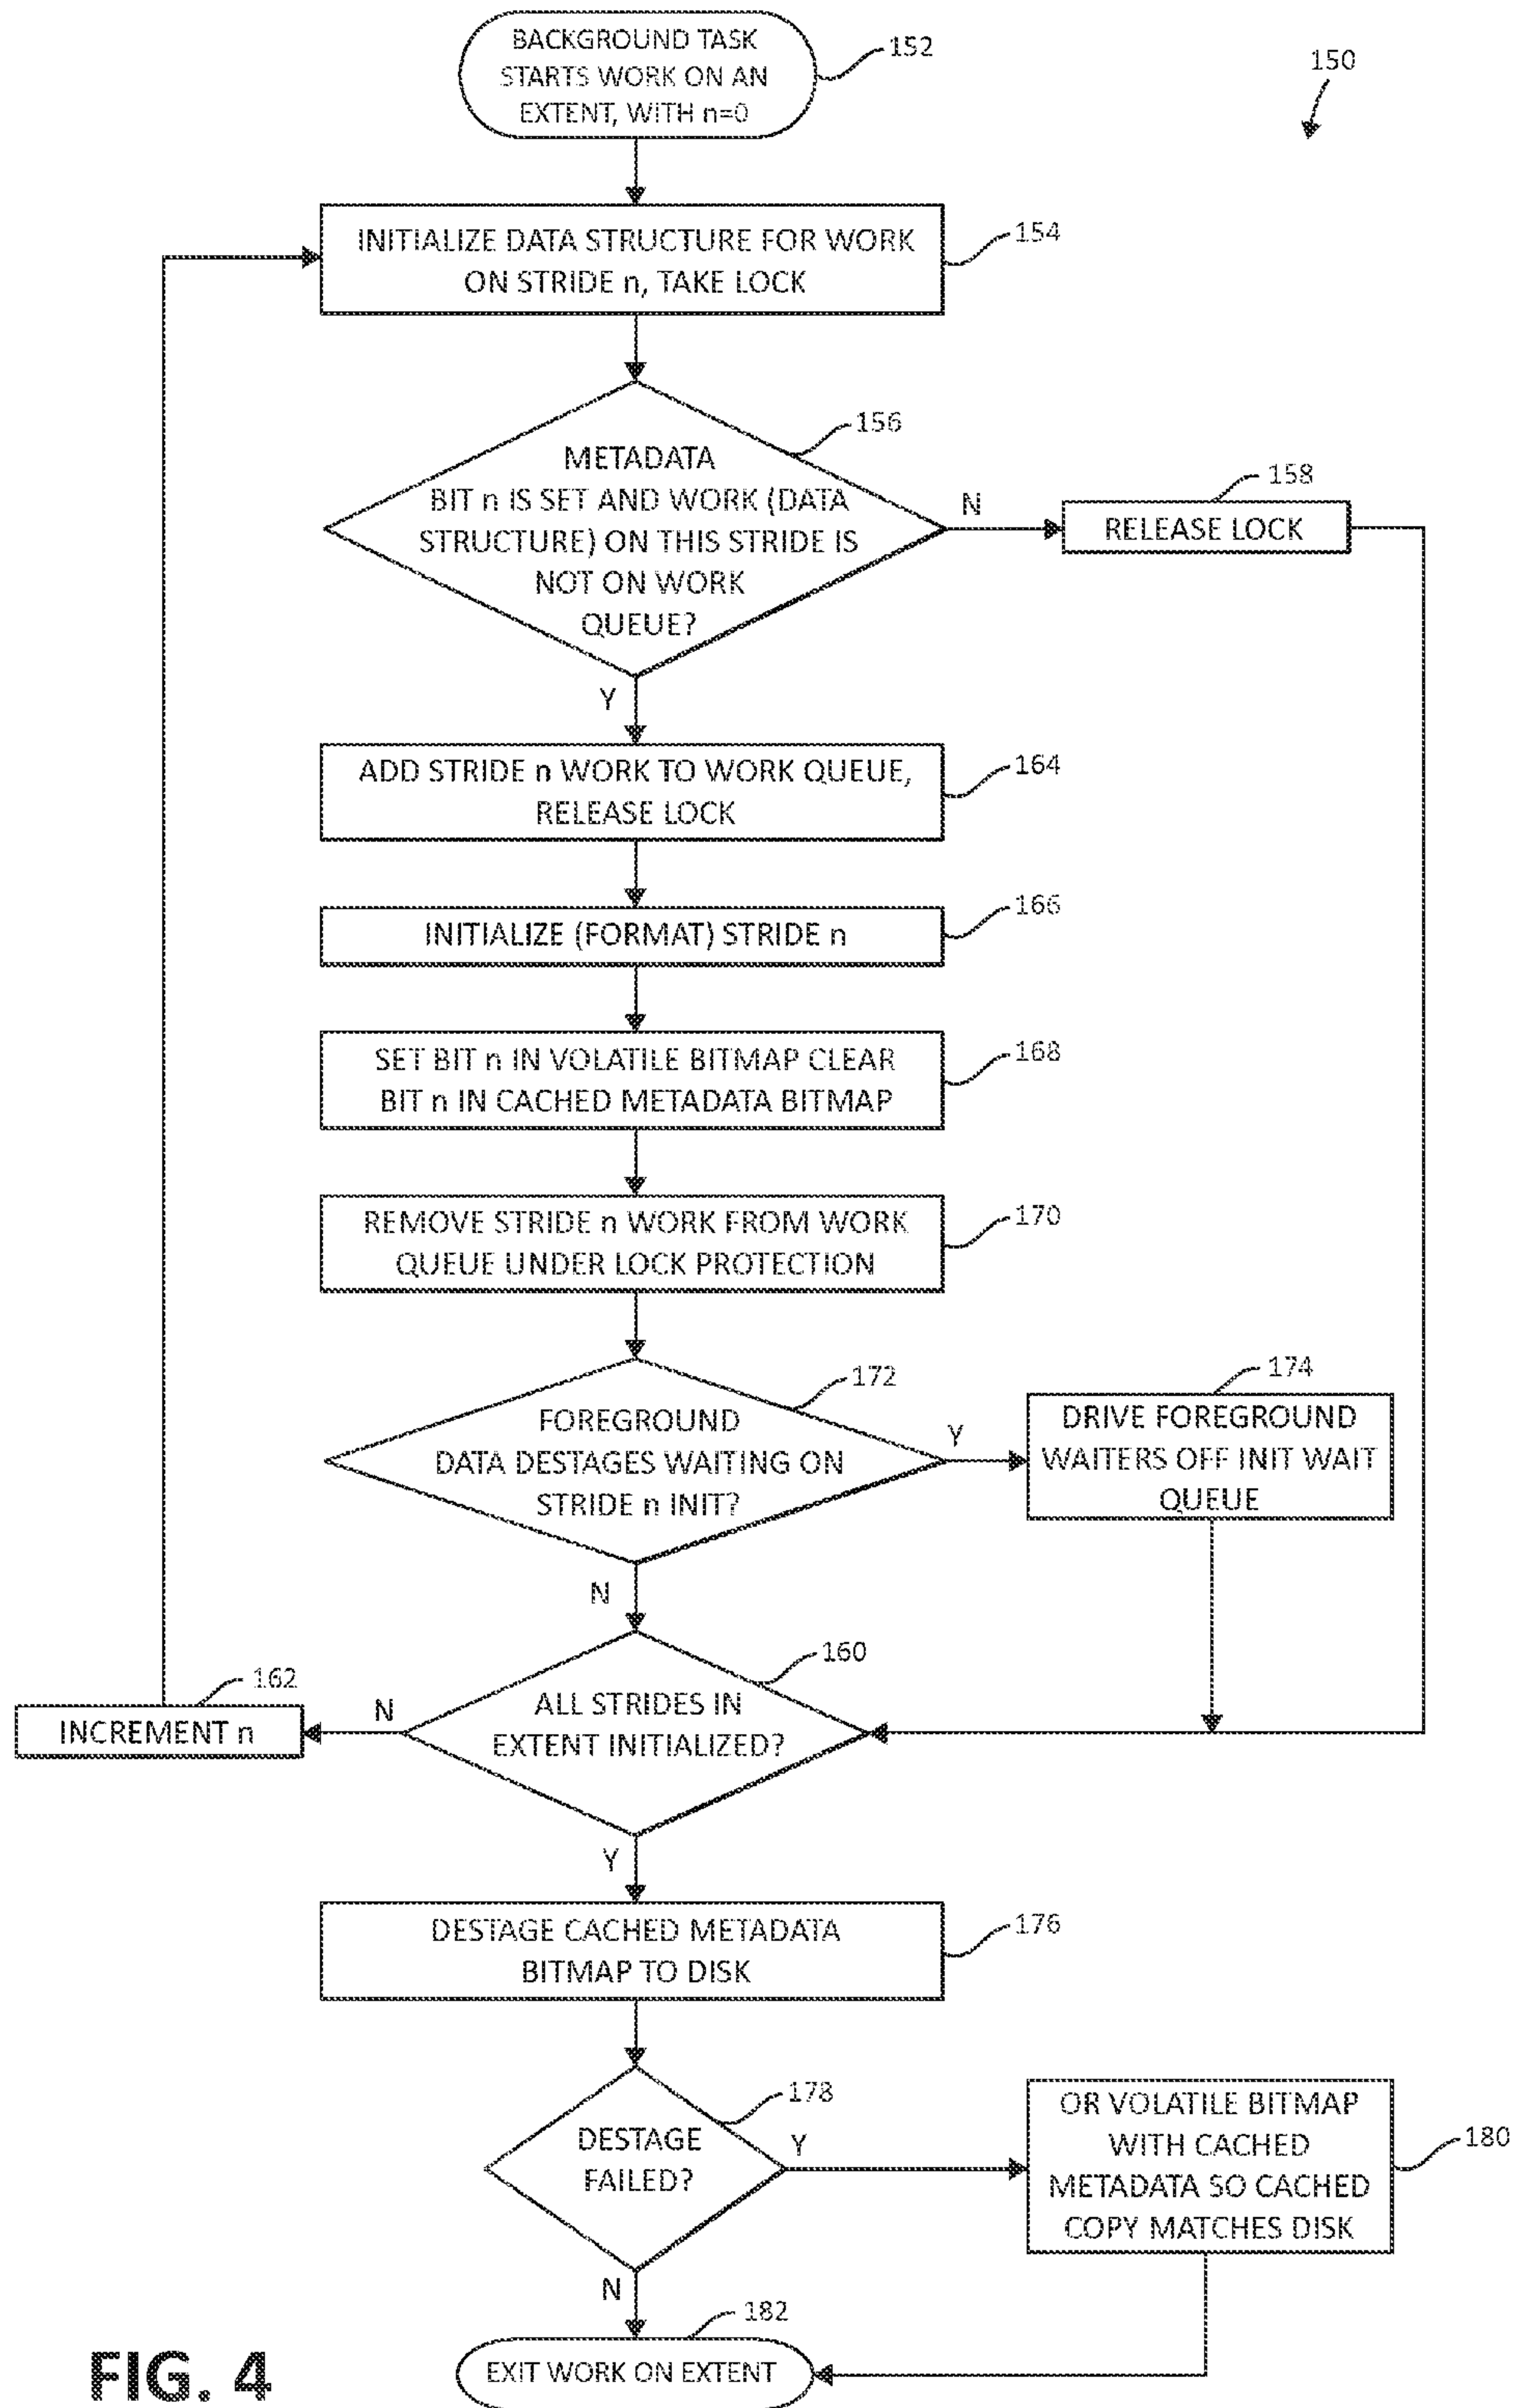 BACKGROUND TASK
STARTS WORK ON AN
EXTENT, WITH n=0
152
150
INITIALIZE DATA STRUCTURE FOR WORK
ON STRIDE n, TAKE LOCK
154
METADATA
BIT n IS SET AND WORK (DATA
STRUCTURE) ON THIS STRIDE IS
NOT ON WORK
QUEUE?
156
N
158
RELEASE LOCK
Y
ADD STRIDE n WORK TO WORK QUEUE,
RELEASE LOCK
164
INITIALIZE (FORMAT) STRIDE n
166
SET BIT n IN VOLATILE BITMAP CLEAR
BIT n IN CACHED METADATA BITMAP
168
REMOVE STRIDE n WORK FROM WORK
QUEUE UNDER LOCK PROTECTION
170
FOREGROUND
DATA DESTAGES WAITING ON
STRIDE n INIT?
172
Y
174
DRIVE FOREGROUND
WAITERS OFF INIT WAIT
QUEUE
N
ALL STRIDES IN
EXTENT INITIALIZED?
160
N
162
INCREMENT n
Y
DESTAGE CACHED METADATA
BITMAP TO DISK
176
DESTAGE
FAILED?
178
Y
OR VOLATILE BITMAP
WITH CACHED
METADATA SO CACHED
COPY MATCHES DISK
180
N
182
EXIT WORK ON EXTENT
FIG. 4